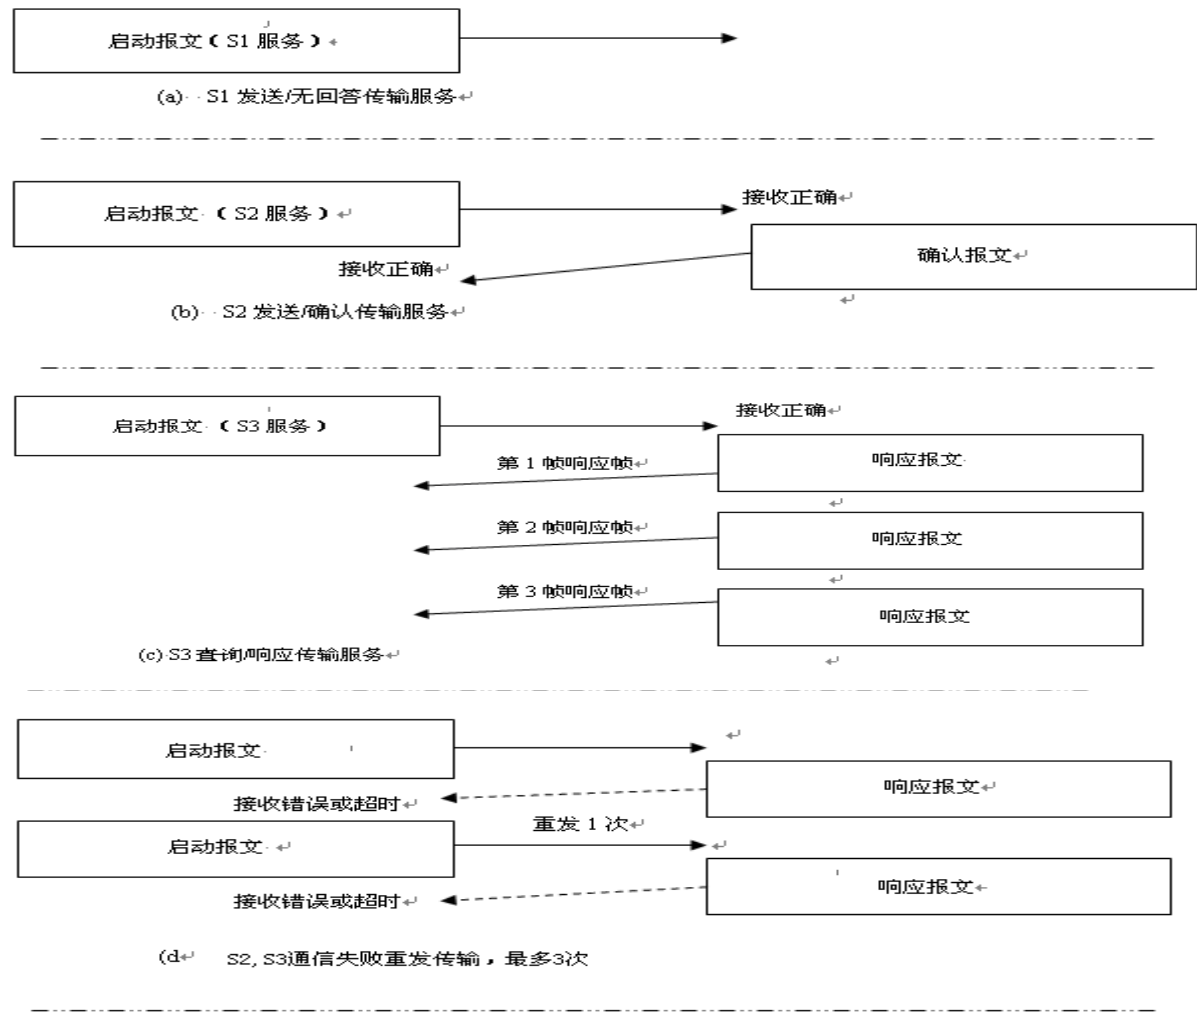 启动报文（S1 服务）
(a) S1 发送/无回答传输服务
启动报文（S2 服务）
接收正确
确认报文
接收正确
(b) S2 发送/确认传输服务
启动报文（S3 服务）
接收正确
第 1 帧响应帧
响应报文
第 2 帧响应帧
响应报文
第 3 帧响应帧
响应报文
(c) S3 查询/响应传输服务
启动报文
响应报文
接收错误或超时
重发 1 次
启动报文
响应报文
接收错误或超时
(d S2, S3通信失败重发传输，最多3次